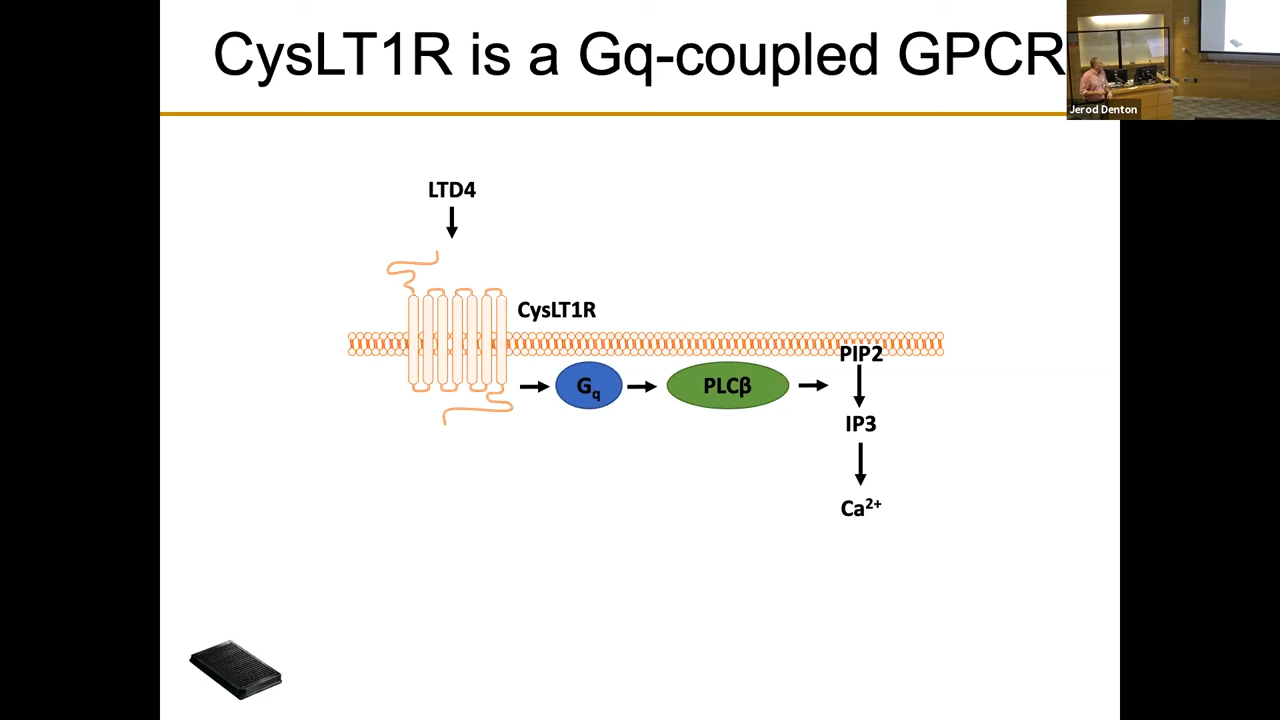 CysLT1R is a Gq-coupled GPCR
Jerod Denton
LTD4
CysLT1R
PIP2
Gq
PLCβ
IP3
Ca²⁺